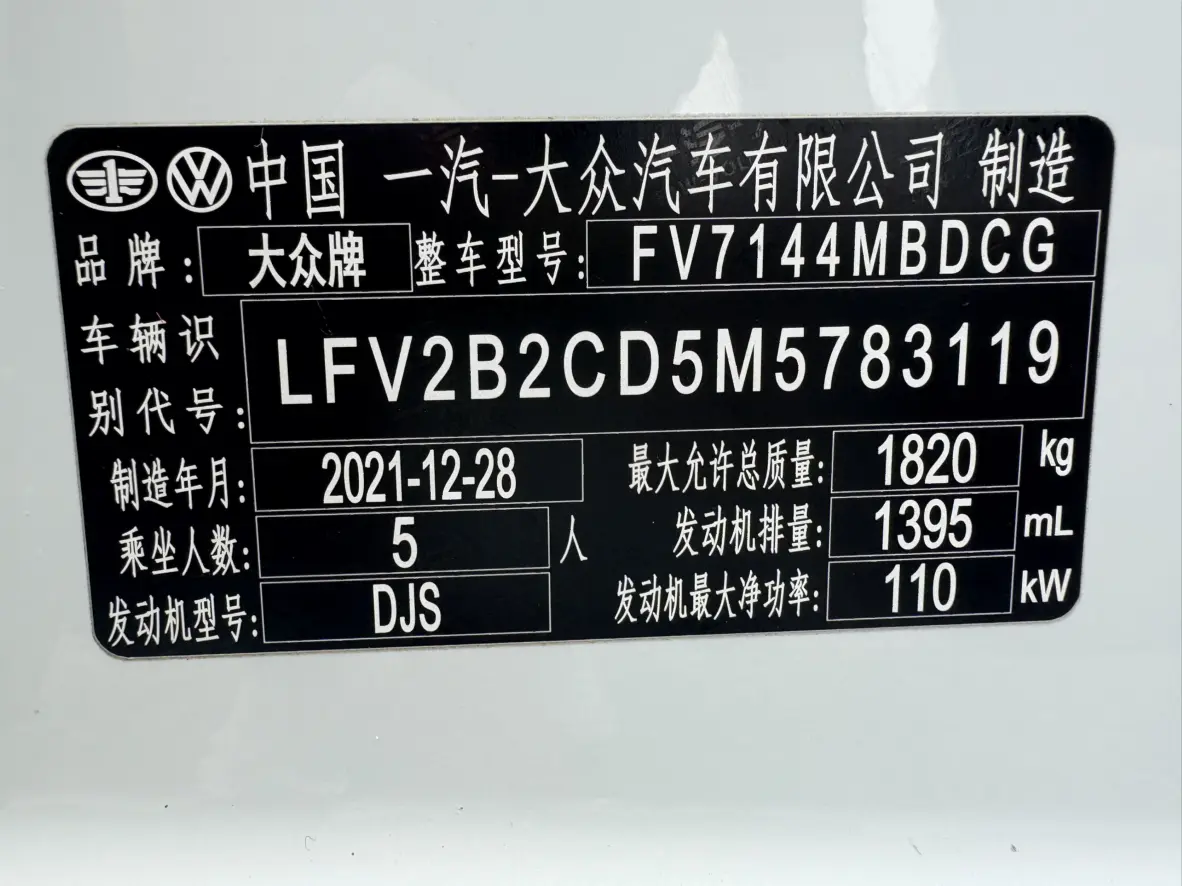 中国 一汽-大众汽车有限公司 制造
品牌: 大众牌 整车型号: FV7144MBDCG
车辆识
别代号: LFV2B2CD5M5783119
制造年月: 2021-12-28 最大允许总质量: 1820 kg
乘坐人数: 5 人 发动机排量: 1395 mL
发动机型号: DJS 发动机最大净功率: 110 kW